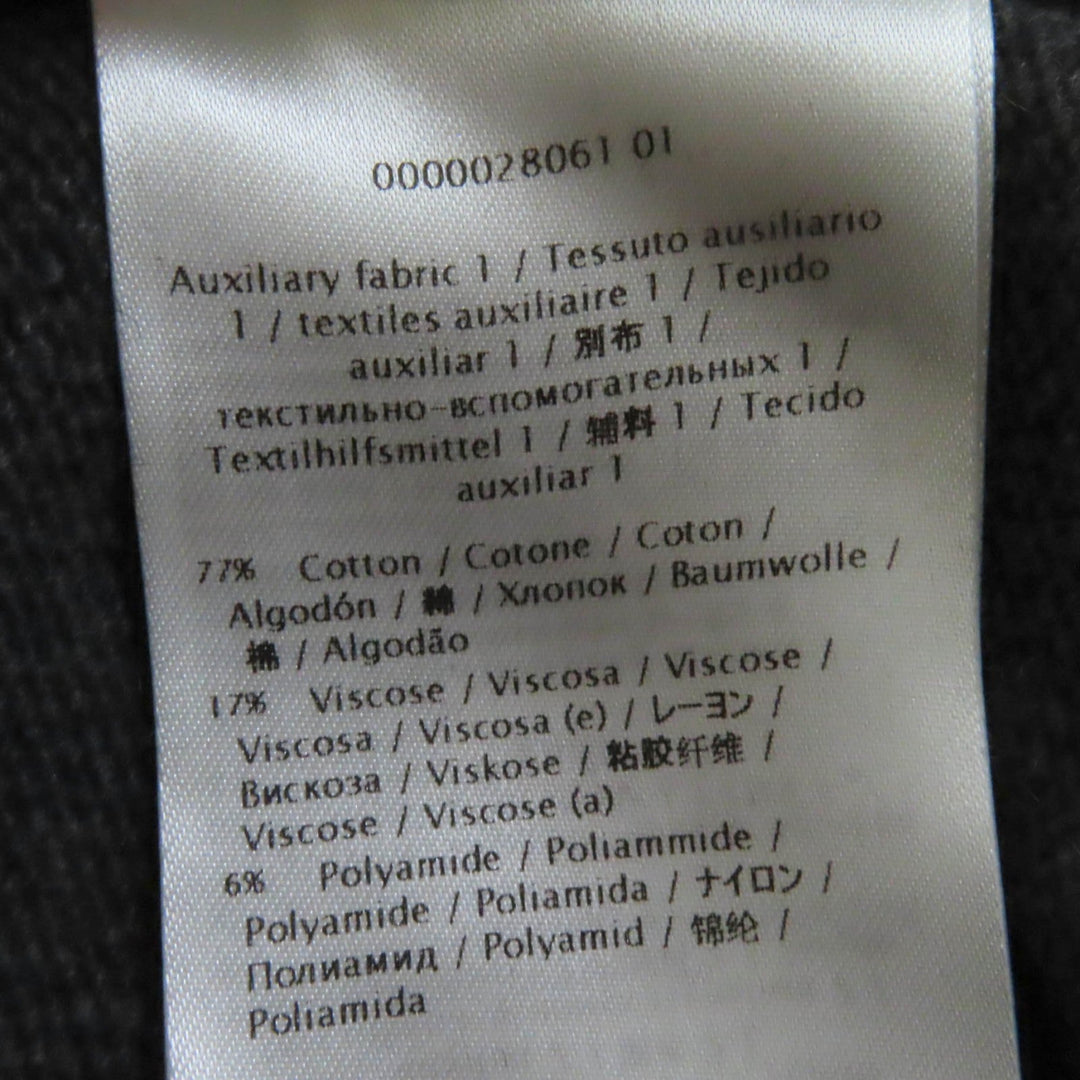 0000028061 01
Auxiliary fabric 1 / Tessuto ausiliario
1 / textiles auxiliaire 1 / Tejido
auxiliar 1 / 別布 1 /
текстильно-вспомогательных 1 /
Textilhilfsmittel 1 / 辅料 1 / Tecido
auxiliar 1
77% Cotton / Cotone / Coton /
Algodón / 綿 / Хлопок / Baumwolle /
棉 / Algodão
17% Viscose / Viscosa / Viscose /
Viscosa / Viscosa (e) / レーヨン /
Вискоза / Viskose / 粘胶纤维 /
Viscose / Viscose (a)
6% Polyamide / Poliammide /
Polyamide / Poliamida / ナイロン /
Полиамид / Polyamid / 锦纶 /
Poliamida